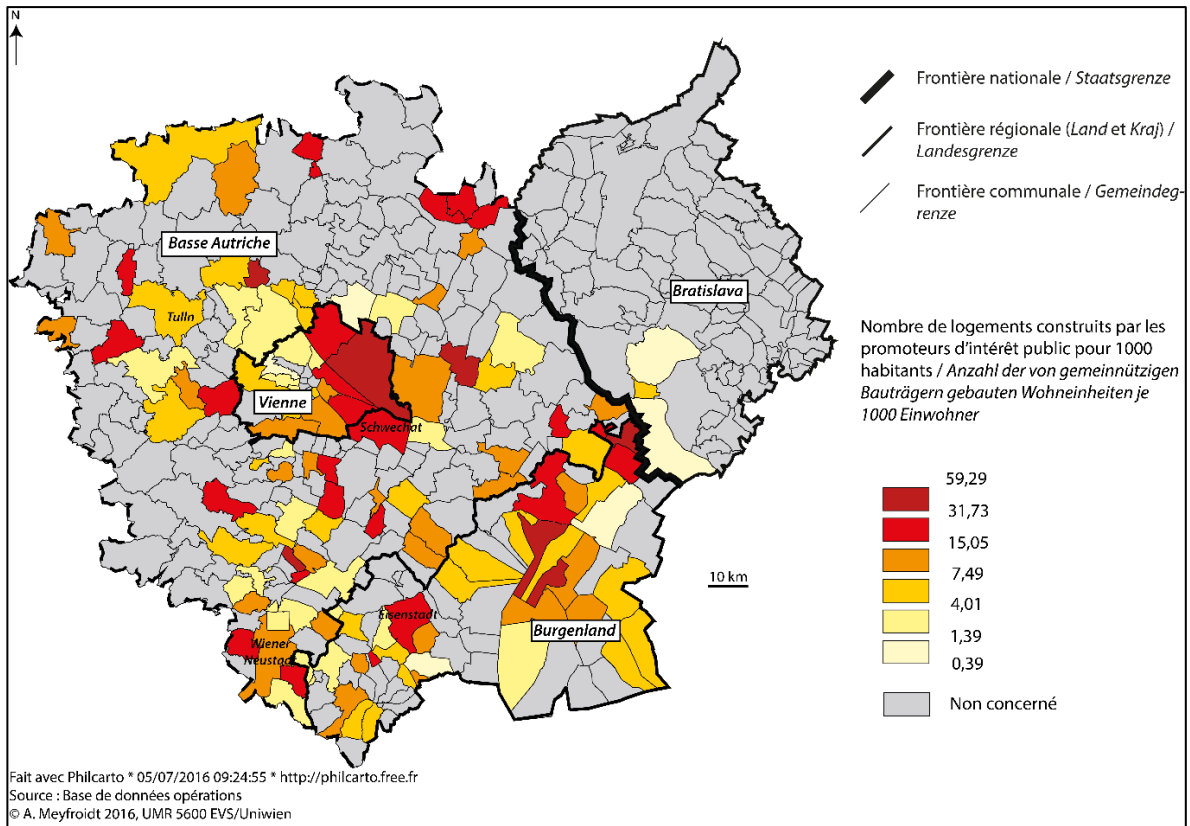 N
Basse Autriche
Tulln
Vienne
Schwechat
Bratislava
Eisenstadt
Burgenland
Wiener
Neustadt
10 km
Frontière nationale / Staatsgrenze
Frontière régionale (Land et Kraj) /
Landesgrenze
Frontière communale / Gemeindeg-
renze
Nombre de logements construits par les
promoteurs d'intérêt public pour 1000
habitants / Anzahl der von gemeinnützigen
Bauträgern gebauten Wohneinheiten je
1000 Einwohner
59,29
31,73
15,05
7,49
4,01
1,39
0,39
Non concerné
Fait avec Philcarto * 05/07/2016 09:24:55 * http://philcarto.free.fr
Source : Base de données opérations
© A. Meyfroidt 2016, UMR 5600 EVS/Uniwien